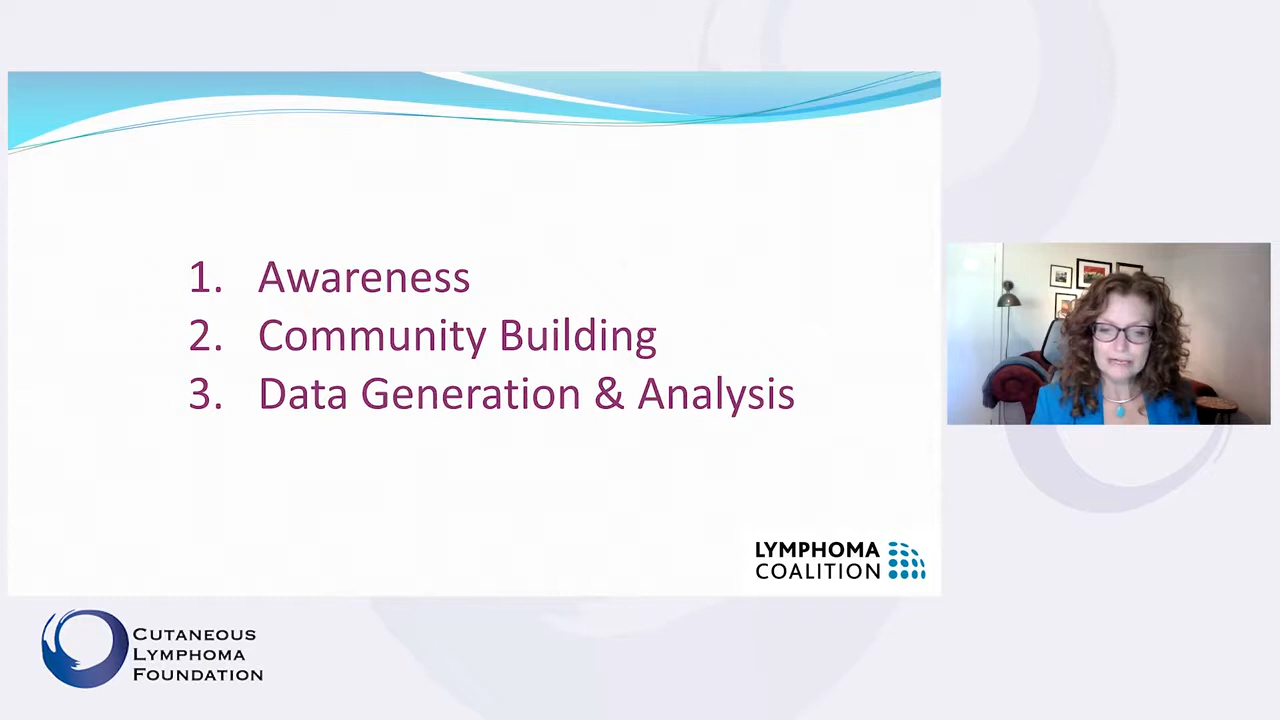 1. Awareness
2. Community Building
3. Data Generation & Analysis
LYMPHOMA
COALITION
CUTANEOUS
LYMPHOMA
FOUNDATION